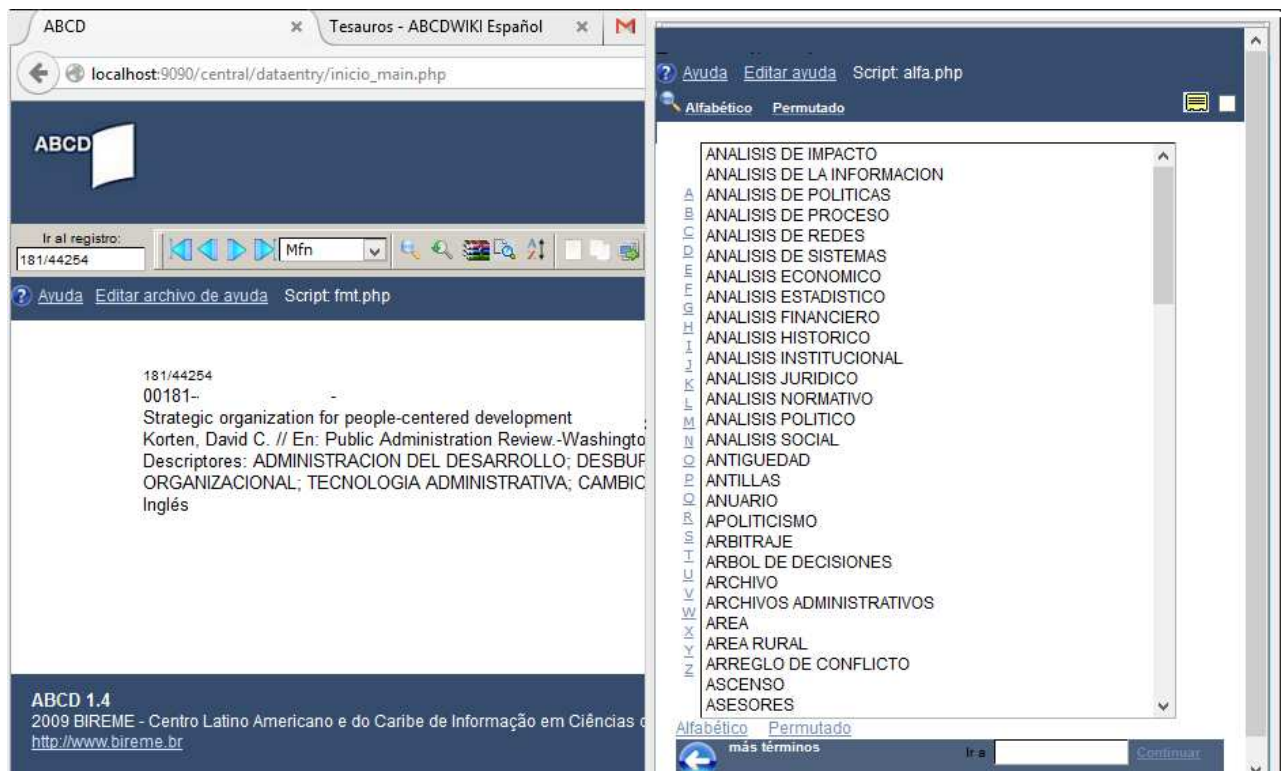 ABCD
Tesauros - ABCDWIKI Español
localhost:9090/central/dataentry/inicio_main.php
ABCD
Ir al registro:
181/44254
Mfn
Ayuda Editar archivo de ayuda Script: fmt.php
181/44254
00181--
Strategic organization for people-centered development
Korten, David C. // En: Public Administration Review.-Washingto
Descriptores: ADMINISTRACION DEL DESARROLLO; DESBUR
ORGANIZACIONAL; TECNOLOGIA ADMINISTRATIVA; CAMBIO
Inglés
ABCD 1.4
2009 BIREME - Centro Latino Americano e do Caribe de Informação em Ciências
http://www.bireme.br
Ayuda Editar ayuda Script: alfa.php
Alfabético Permutado
A
B
C
D
E
F
G
H
I
J
K
L
M
N
O
P
Q
R
S
T
U
V
W
X
Y
Z
ANALISIS DE IMPACTO
ANALISIS DE LA INFORMACION
ANALISIS DE POLITICAS
ANALISIS DE PROCESO
ANALISIS DE REDES
ANALISIS DE SISTEMAS
ANALISIS ECONOMICO
ANALISIS ESTADISTICO
ANALISIS FINANCIERO
ANALISIS HISTORICO
ANALISIS INSTITUCIONAL
ANALISIS JURIDICO
ANALISIS NORMATIVO
ANALISIS POLITICO
ANALISIS SOCIAL
ANTIGUEDAD
ANTILLAS
ANUARIO
APOLITICISMO
ARBITRAJE
ARBOL DE DECISIONES
ARCHIVO
ARCHIVOS ADMINISTRATIVOS
AREA
AREA RURAL
ARREGLO DE CONFLICTO
ASCENSO
ASESORES
Alfabético Permutado
más términos
Ir a
Continuar